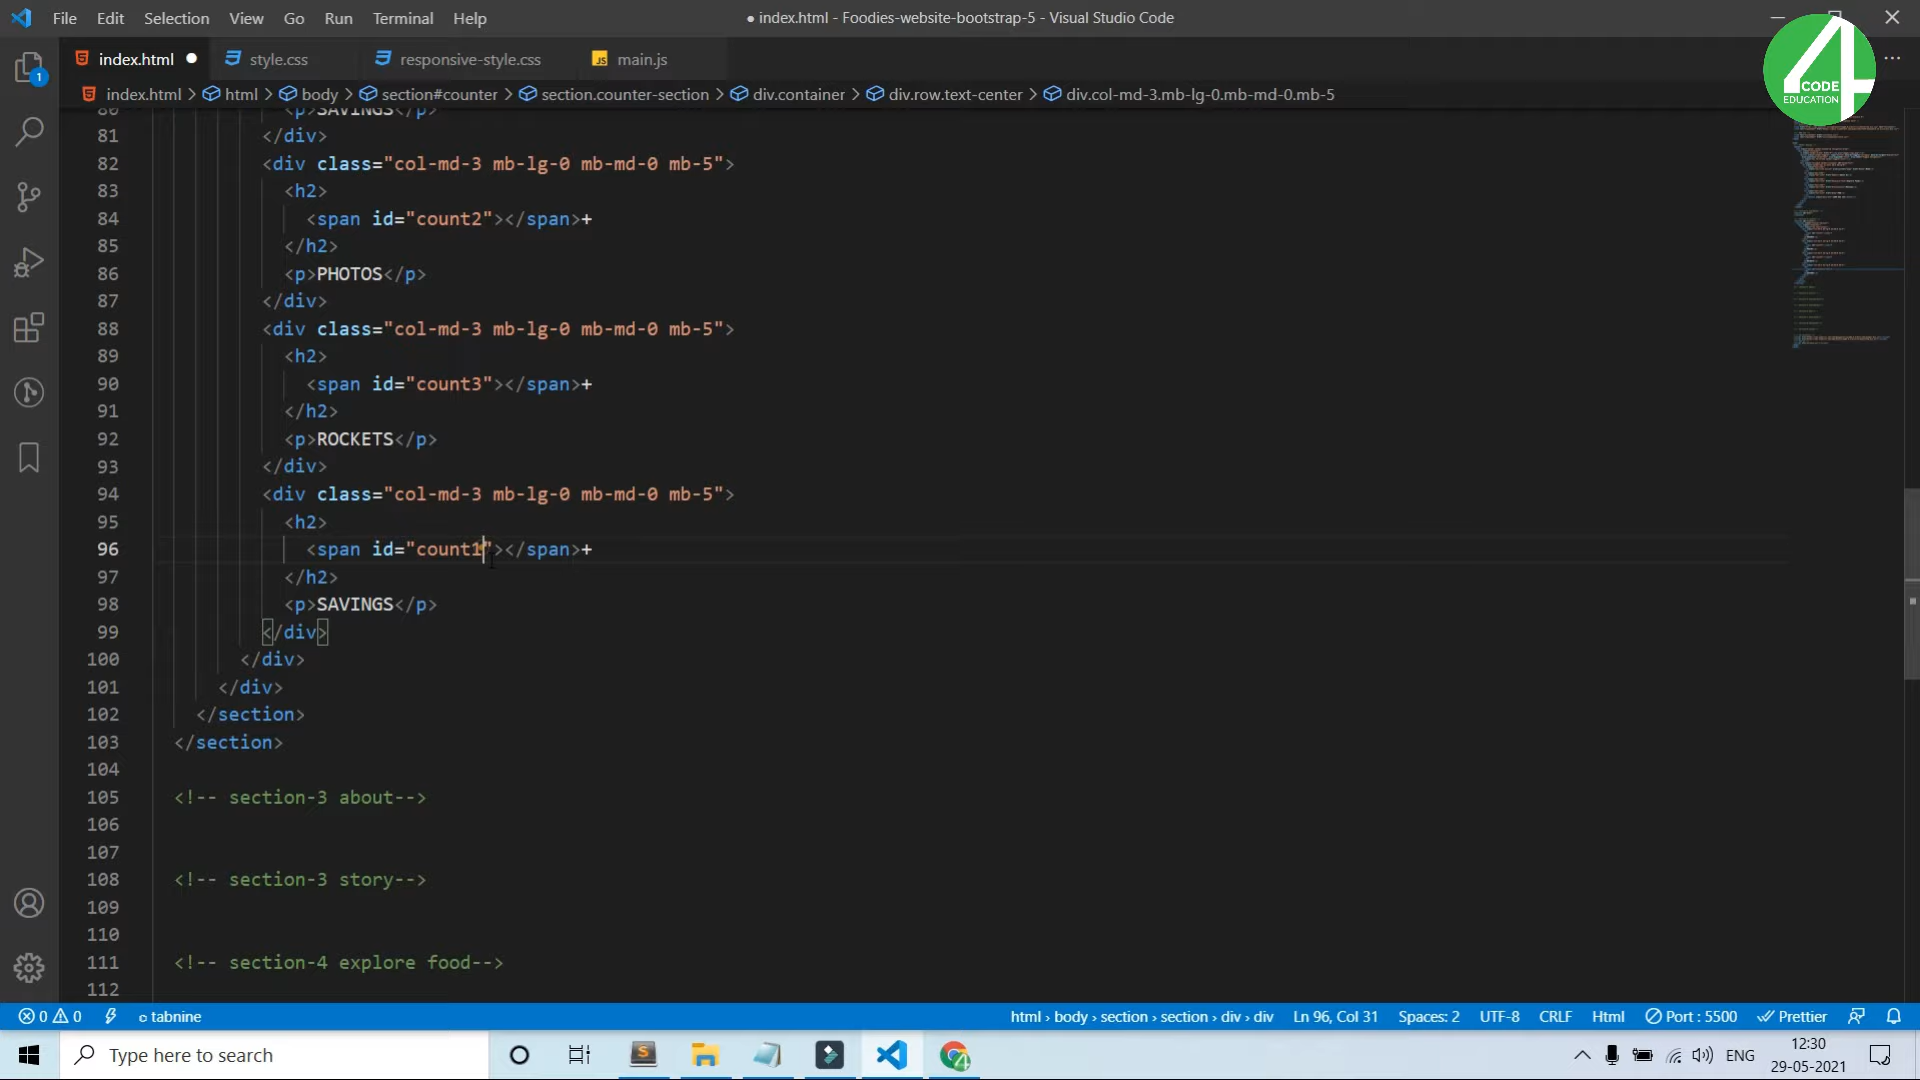 File Edit Selection View Go Run Terminal Help
● index.html - Foodies-website-bootstrap-5 - Visual Studio Code
index.html ● style.css responsive-style.css JS main.js ...
index.html > html > body > section#counter > section.counter-section > div.container > div.row.text-center > div.col-md-3.mb-lg-0.mb-md-0.mb-5
4
CODE
EDUCATION
1
80 <p>SAVINGS</p>
81 </div>
82 <div class="col-md-3 mb-lg-0 mb-md-0 mb-5">
83 <h2>
84 <span id="count2"></span>+
85 </h2>
86 <p>PHOTOS</p>
87 </div>
88 <div class="col-md-3 mb-lg-0 mb-md-0 mb-5">
89 <h2>
90 <span id="count3"></span>+
91 </h2>
92 <p>ROCKETS</p>
93 </div>
94 <div class="col-md-3 mb-lg-0 mb-md-0 mb-5">
95 <h2>
96 <span id="count1"></span>+
97 </h2>
98 <p>SAVINGS</p>
99 </div>
100 </div>
101 </div>
102 </section>
103 </section>
104
105 <!-- section-3 about-->
106
107
108 <!-- section-3 story-->
109
110
111 <!-- section-4 explore food-->
112
0 0 tabnine html > body > section > section > div > div Ln 96, Col 31 Spaces: 2 UTF-8 CRLF Html Port : 5500 Prettier
Type here to search
ENG
12:30
29-05-2021